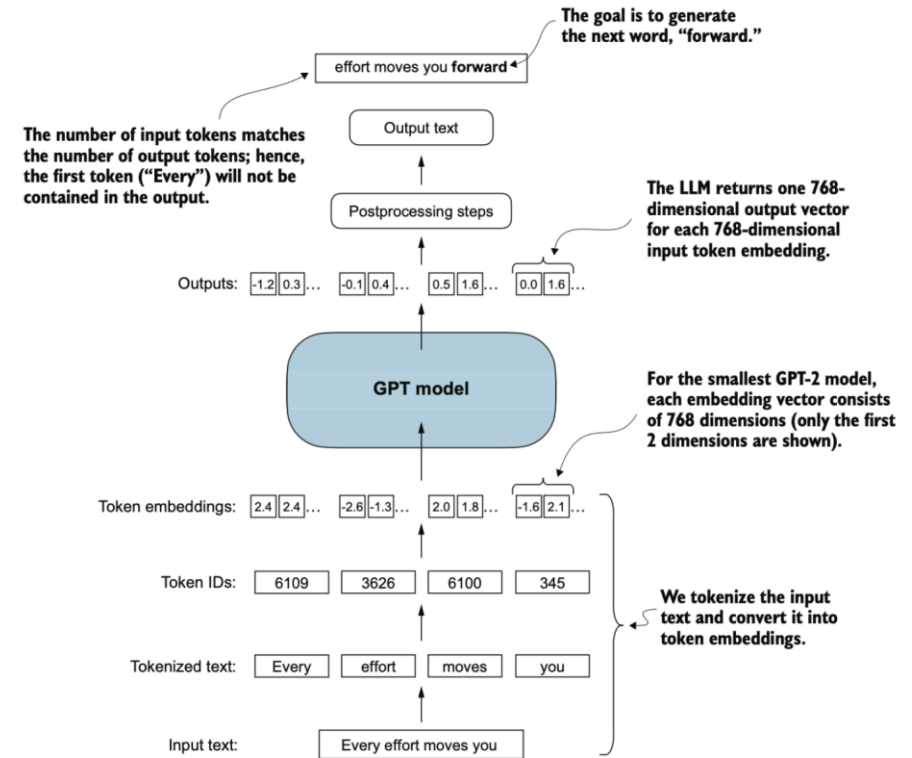 The goal is to generate
the next word, “forward.”
effort moves you forward
The number of input tokens matches
the number of output tokens; hence,
the first token (“Every”) will not be
contained in the output.
Output text
Postprocessing steps
The LLM returns one 768-
dimensional output vector
for each 768-dimensional
input token embedding.
Outputs: -1.2 0.3 ... -0.1 0.4 ... 0.5 1.6 ... 0.0 1.6 ...
GPT model
For the smallest GPT-2 model,
each embedding vector consists
of 768 dimensions (only the first
2 dimensions are shown).
Token embeddings: 2.4 2.4 ... -2.6 -1.3 ... 2.0 1.8 ... -1.6 2.1 ...
Token IDs: 6109 3626 6100 345
We tokenize the input
text and convert it into
token embeddings.
Tokenized text: Every effort moves you
Input text: Every effort moves you